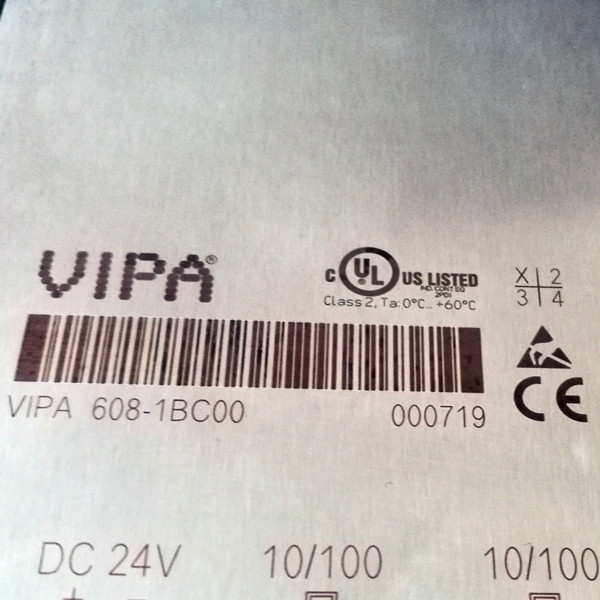 VIPA®
C UL US LISTED
IND. CONT. EQ
2PD1
Class 2, Ta: 0°C... +60°C
X 2
3 4
CE
VIPA 608-1BC00
000719
DC 24V
10/100
10/100
+ −